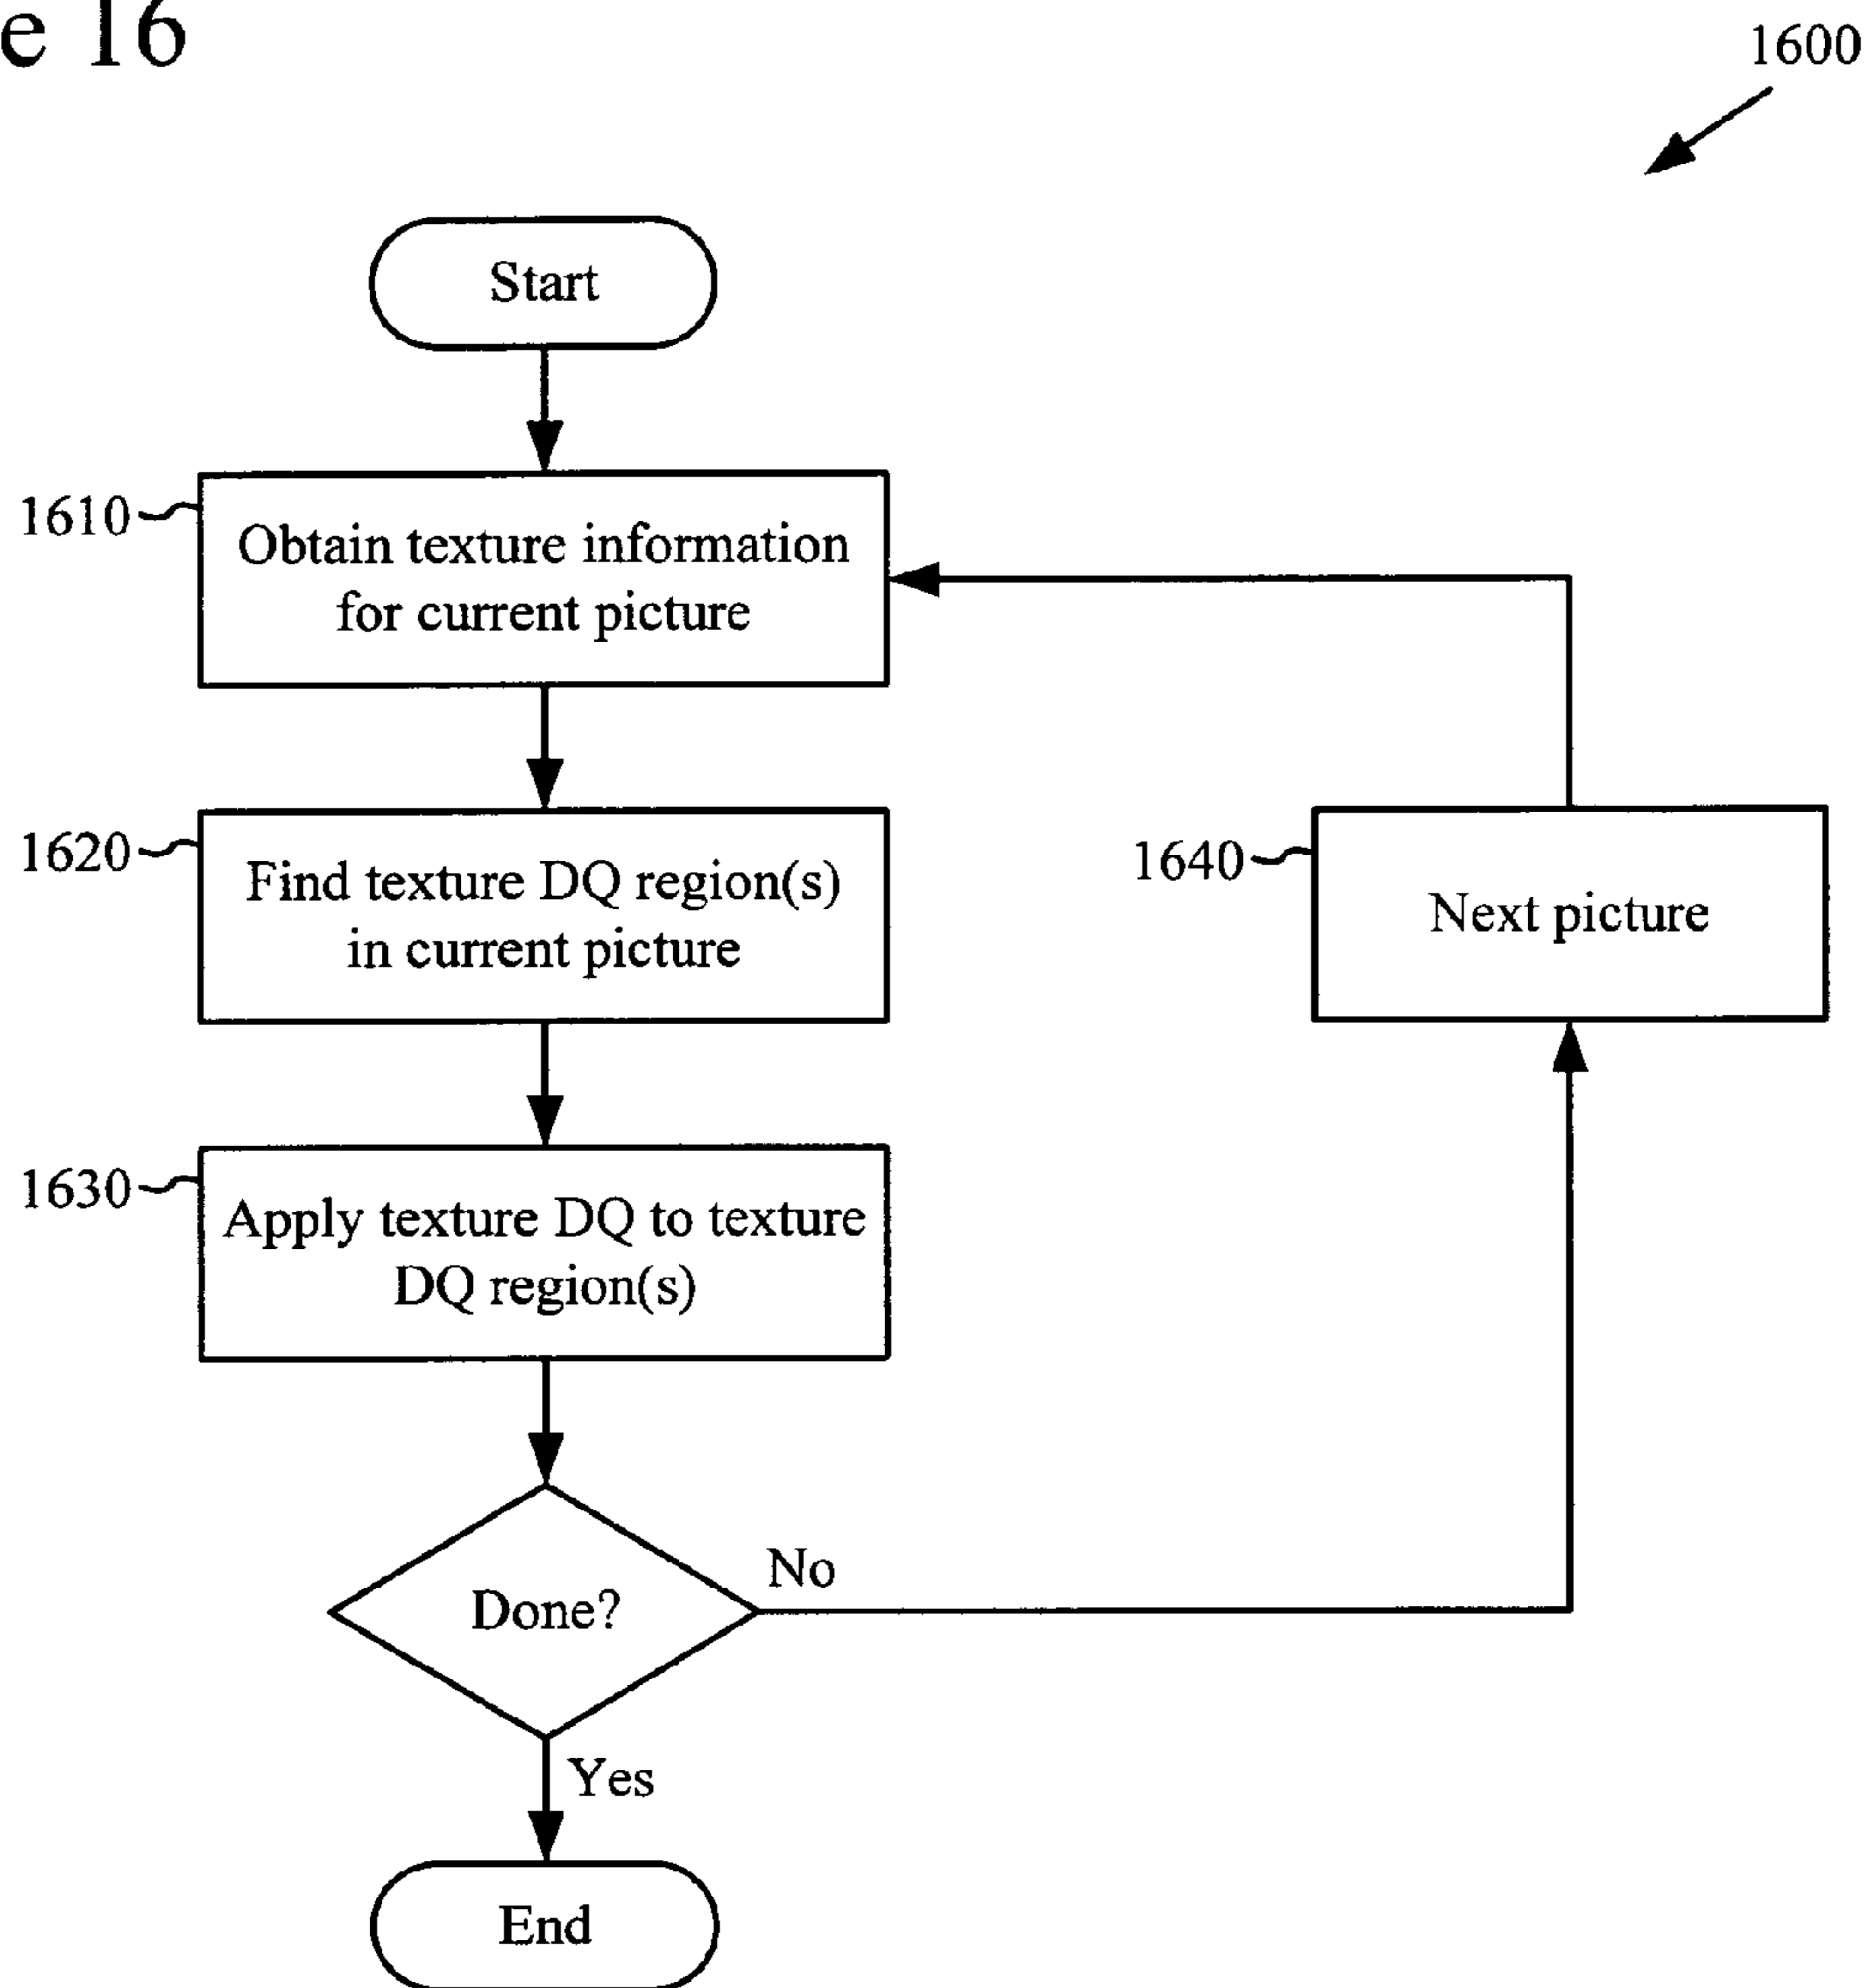 e 16
1600
Start
1610
Obtain texture information
for current picture
1620
Find texture DQ region(s)
in current picture
1640
Next picture
1630
Apply texture DQ to texture
DQ region(s)
Done?
No
Yes
End